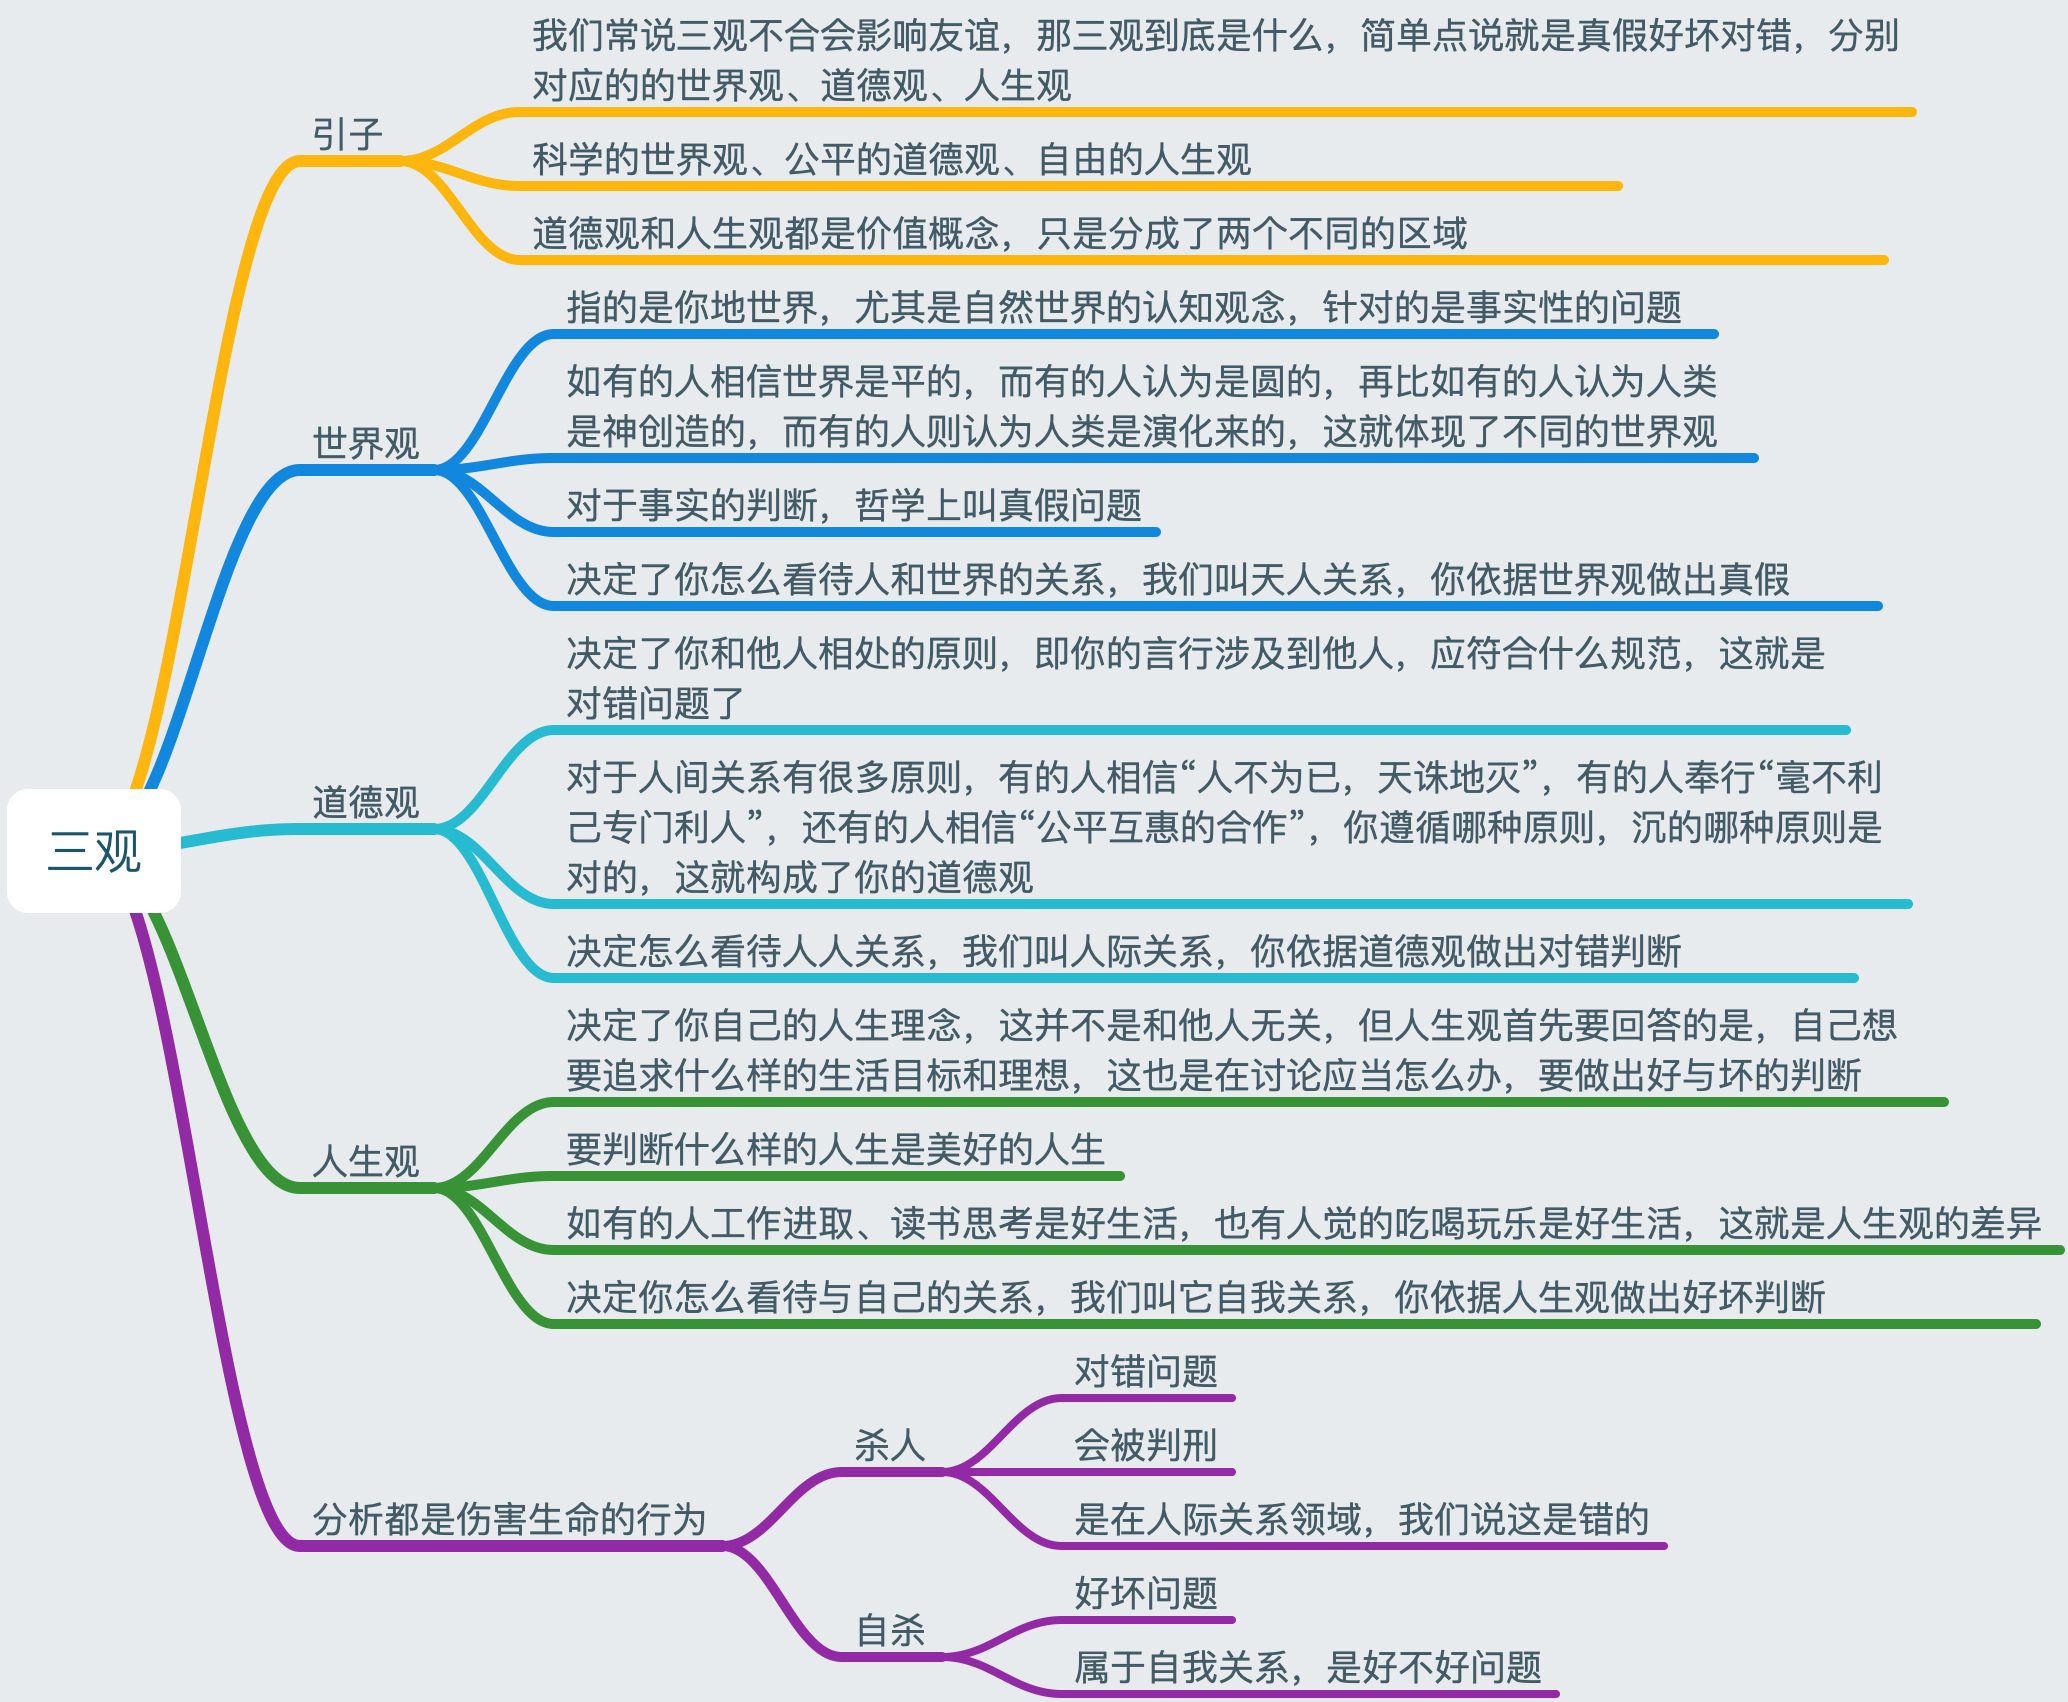 三观
引子
我们常说三观不合会影响友谊，那三观到底是什么，简单点说就是真假好坏对错，分别
对应的的世界观、道德观、人生观
科学的世界观、公平的道德观、自由的人生观
道德观和人生观都是价值概念，只是分成了两个不同的区域
世界观
指的是你地世界，尤其是自然世界的认知观念，针对的是事实性的问题
如有的人相信世界是平的，而有的人认为是圆的，再比如有的人认为人类
是神创造的，而有的人则认为人类是演化来的，这就体现了不同的世界观
对于事实的判断，哲学上叫真假问题
决定了你怎么看待人和世界的关系，我们叫天人关系，你依据世界观做出真假
道德观
决定了你和他人相处的原则，即你的言行涉及到他人，应符合什么规范，这就是
对错问题了
对于人间关系有很多原则，有的人相信“人不为已，天诛地灭”，有的人奉行“毫不利
己专门利人”，还有的人相信“公平互惠的合作”，你遵循哪种原则，沉的哪种原则是
对的，这就构成了你的道德观
决定怎么看待人人关系，我们叫人际关系，你依据道德观做出对错判断
人生观
决定了你自己的人生理念，这并不是和他人无关，但人生观首先要回答的是，自己想
要追求什么样的生活目标和理想，这也是在讨论应当怎么办，要做出好与坏的判断
要判断什么样的人生是美好的人生
如有的人工作进取、读书思考是好生活，也有人觉的吃喝玩乐是好生活，这就是人生观的差异
决定你怎么看待与自己的关系，我们叫它自我关系，你依据人生观做出好坏判断
分析都是伤害生命的行为
杀人
对错问题
会被判刑
是在人际关系领域，我们说这是错的
自杀
好坏问题
属于自我关系，是好不好问题